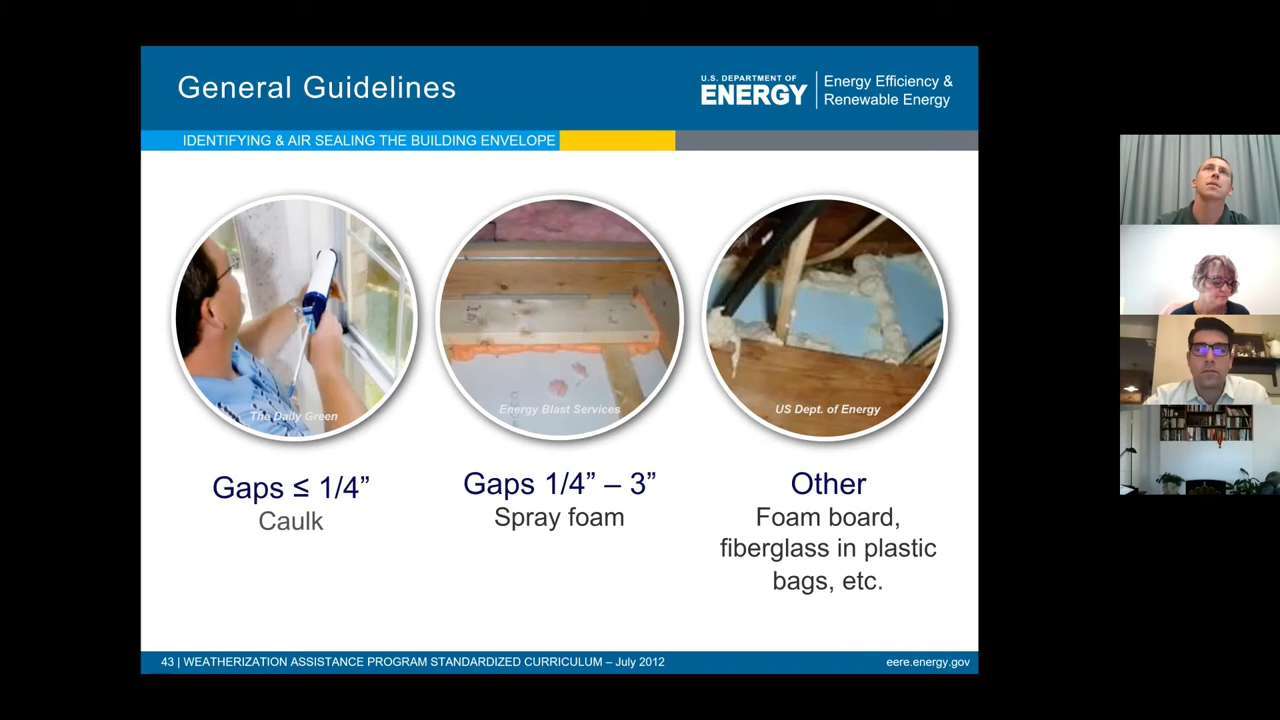 General Guidelines
U.S. DEPARTMENT OF
ENERGY
Energy Efficiency &
Renewable Energy
IDENTIFYING & AIR SEALING THE BUILDING ENVELOPE
The Daily Green
Energy Blast Services
US Dept. of Energy
Gaps ≤ 1/4”
Caulk
Gaps 1/4” – 3”
Spray foam
Other
Foam board,
fiberglass in plastic
bags, etc.
43 | WEATHERIZATION ASSISTANCE PROGRAM STANDARDIZED CURRICULUM – July 2012
eere.energy.gov